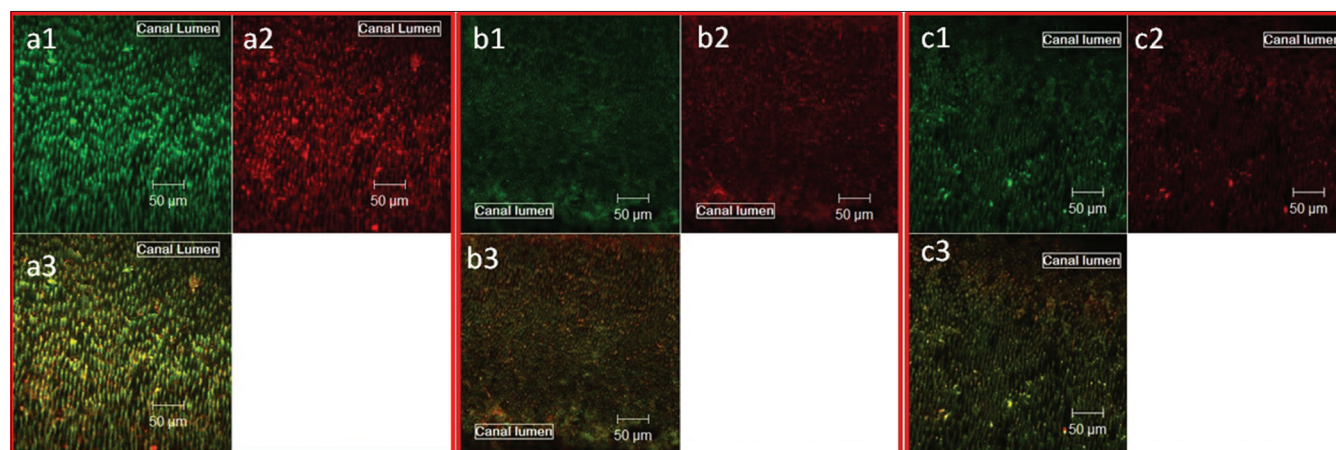 a1
Canal Lumen
50 µm
a2
Canal Lumen
50 µm
a3
Canal Lumen
50 µm
b1
Canal lumen
50 µm
b2
Canal lumen
50 µm
b3
Canal lumen
50 µm
c1
Canal lumen
50 µm
c2
Canal lumen
50 µm
c3
Canal lumen
50 µm